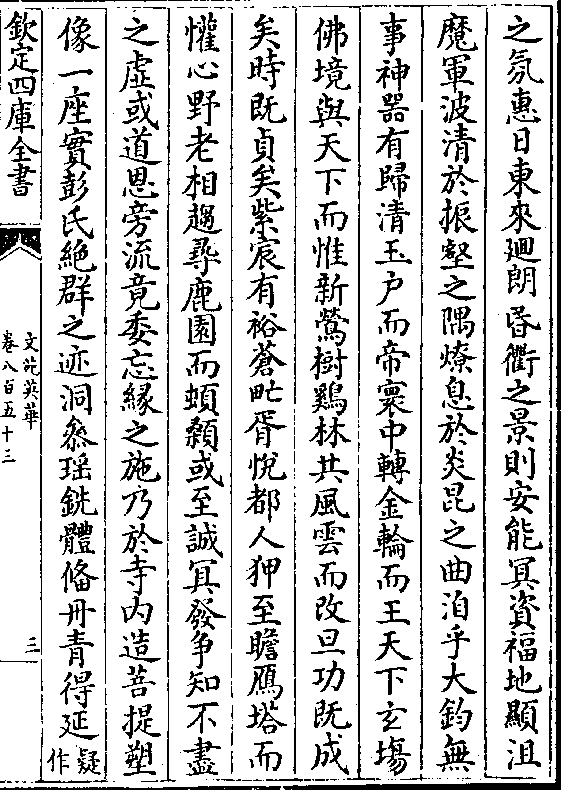 之氛惠日東來迴朗昏衢之景則安能冥資福地顯沮
魔軍波清於振壑之隅燎息於炎昆之曲洎乎大鈞無
事神器有歸清玉户而帝寰中轉金輪而王天下玄塲
佛境與天下而惟新鶯樹鷄林共風雲而改旦功既成
矣時既貞矣紫宸有裕蒼甿胥悅都人狎至瞻鴈塔而
懽心野老相趨尋鹿園而頓顙或至誠冥發争知不盡
之虛或道恩旁流竟委忘緣之施乃於寺内造菩提塑
像一座實彭氏絶群之迹洞叅瑶銑體偹丹青得延疑作
欽定四庫全書
文苑英華
卷八百五十三
三